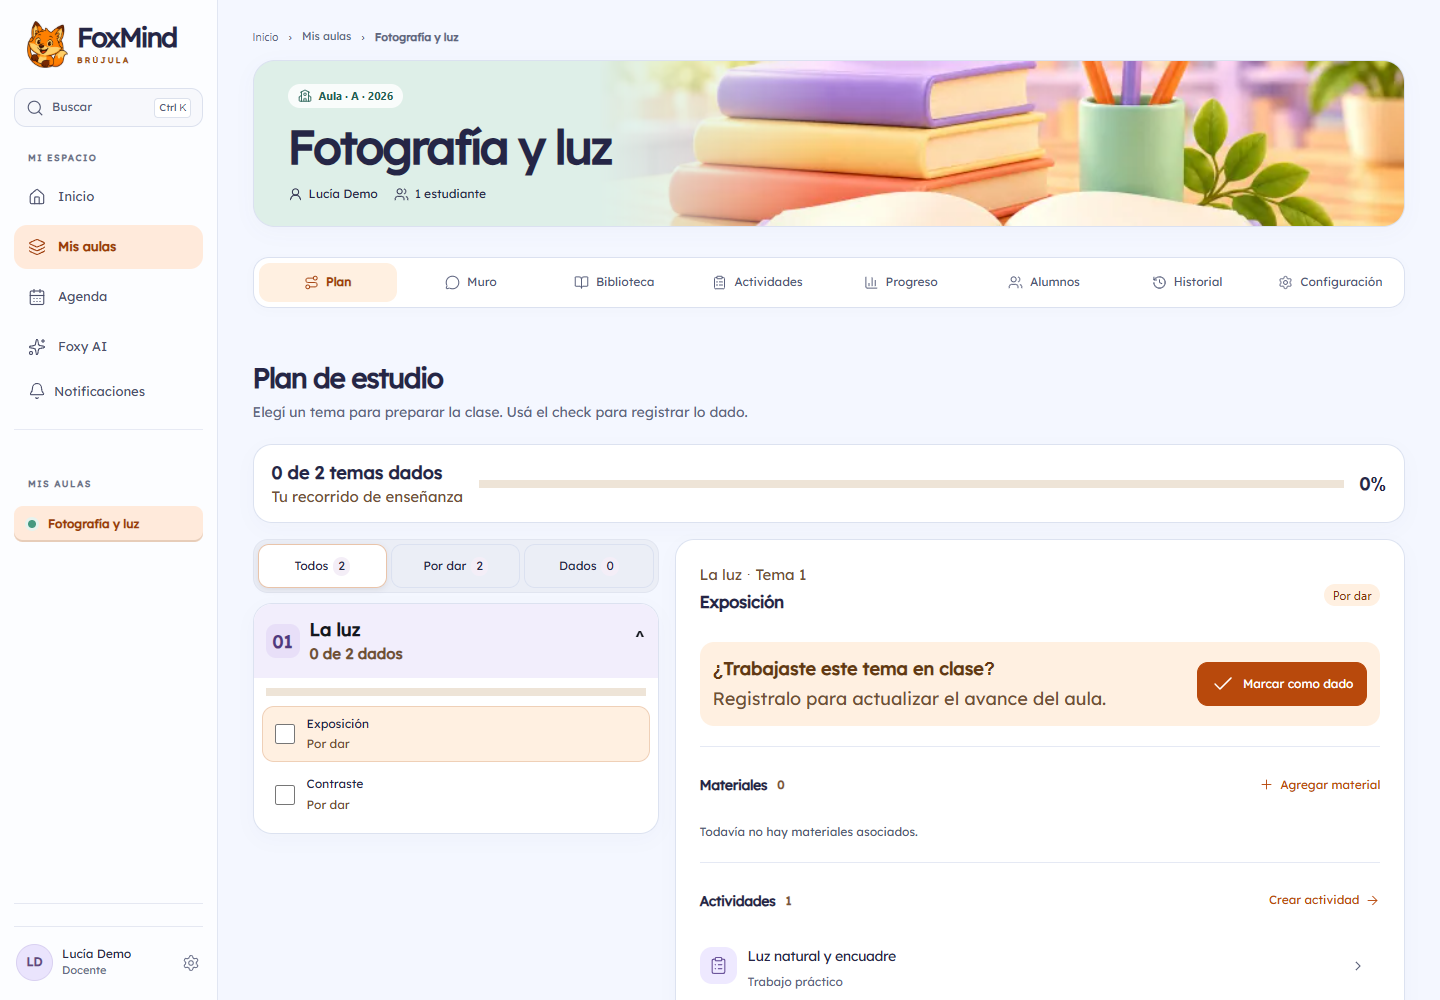 FoxMind
BRÚJULA
Buscar
Ctrl K
MI ESPACIO
Inicio
Mis aulas
Agenda
Foxy AI
Notificaciones
MIS AULAS
Fotografía y luz
LD
Lucía Demo
Docente
Inicio › Mis aulas › Fotografía y luz
Aula · A · 2026
Fotografía y luz
Lucía Demo 1 estudiante
Plan Muro Biblioteca Actividades Progreso Alumnos Historial Configuración
Plan de estudio
Elegí un tema para preparar la clase. Usá el check para registrar lo dado.
0 de 2 temas dados
Tu recorrido de enseñanza
0%
Todos 2 Por dar 2 Dados 0
01
La luz
0 de 2 dados
Exposición
Por dar
Contraste
Por dar
La luz · Tema 1
Exposición
Por dar
¿Trabajaste este tema en clase?
Registralo para actualizar el avance del aula.
Marcar como dado
Materiales 0
Agregar material
Todavía no hay materiales asociados.
Actividades 1
Crear actividad
Luz natural y encuadre
Trabajo práctico